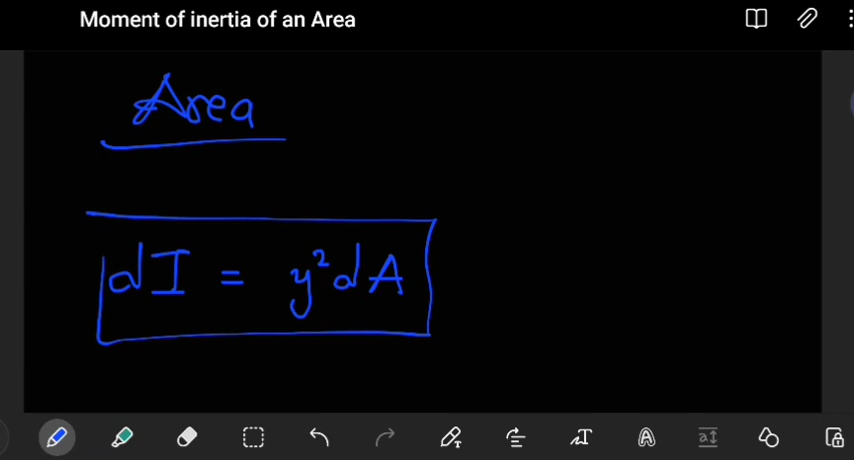 Moment of inertia of an Area
Area
dI = y²dA